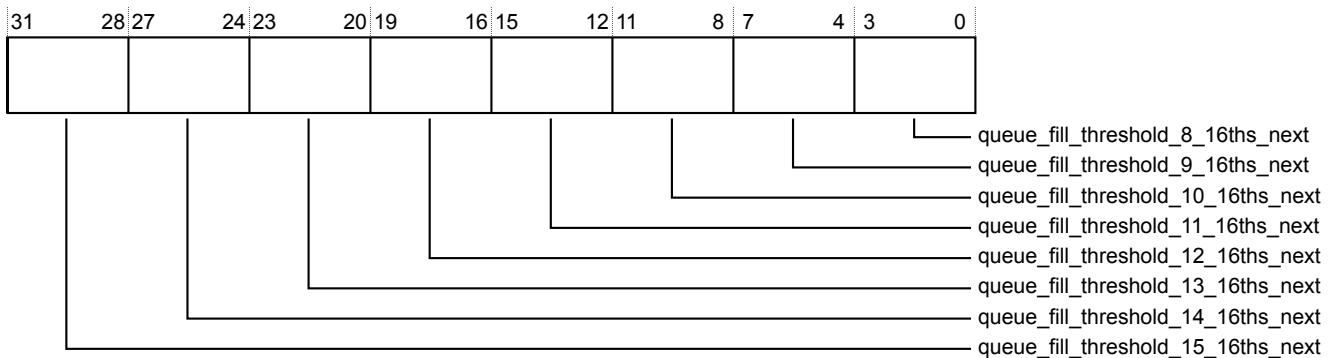 31 28 27 24 23 20 19 16 15 12 11 8 7 4 3 0
queue_fill_threshold_8_16ths_next
queue_fill_threshold_9_16ths_next
queue_fill_threshold_10_16ths_next
queue_fill_threshold_11_16ths_next
queue_fill_threshold_12_16ths_next
queue_fill_threshold_13_16ths_next
queue_fill_threshold_14_16ths_next
queue_fill_threshold_15_16ths_next